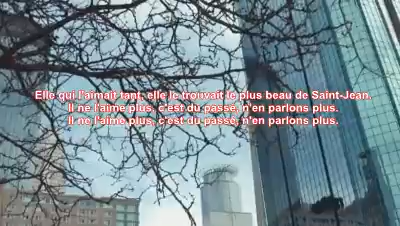 Elle qui l'aimait tant, elle le trouvait le plus beau de Saint-Jean,
Il ne l'aime plus, c'est du passé, n'en parlons plus.
Il ne l'aime plus, c'est du passé, n'en parlons plus.